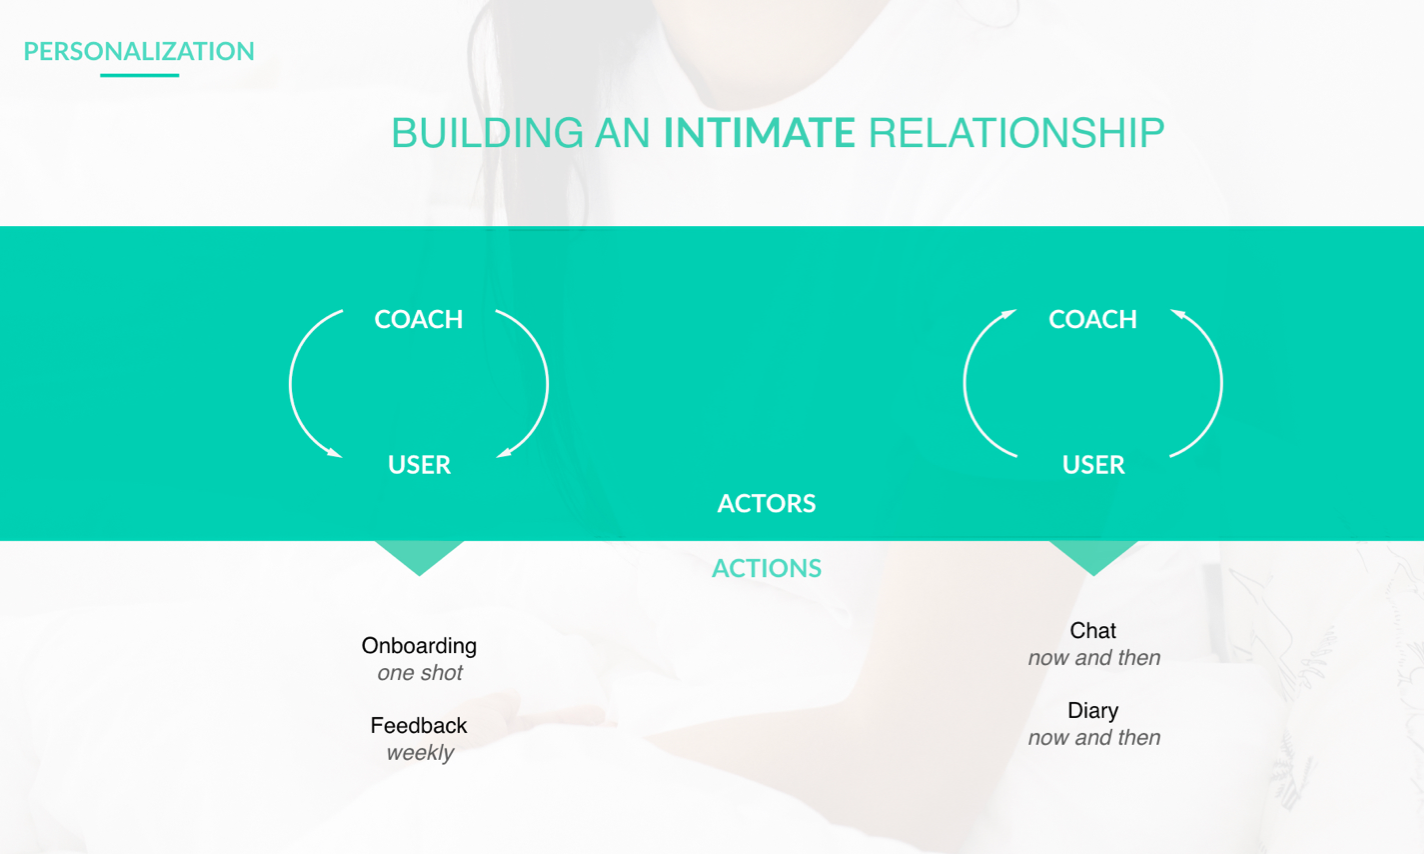 PERSONALIZATION
BUILDING AN INTIMATE RELATIONSHIP
COACH
USER
COACH
USER
ACTORS
ACTIONS
Onboarding
one shot
Feedback
weekly
Chat
now and then
Diary
now and then